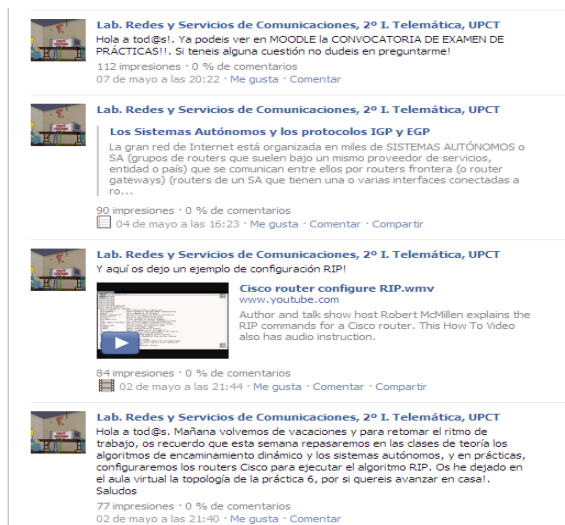 Lab. Redes y Servicios de Comunicaciones, 2º I. Telemática, UPCT
Hola a tod@s!. Ya podeis ver en MOODLE la CONVOCATORIA DE EXAMEN DE
PRÁCTICAS!!. Si teneis alguna cuestión no dudeis en preguntarme!
112 impresiones · 0 % de comentarios
07 de mayo a las 20:22 · Me gusta · Comentar
Lab. Redes y Servicios de Comunicaciones, 2º I. Telemática, UPCT
Los Sistemas Autónomos y los protocolos IGP y EGP
La gran red de Internet está organizada en miles de SISTEMAS AUTÓNOMOS o
SA (grupos de routers que suelen bajo un mismo proveedor de servicios,
entidad o país) que se comunican entre ellos por routers frontera (o router
gateways) (routers de un SA que tienen una o varias interfaces conectadas a
ro...
90 impresiones · 0 % de comentarios
04 de mayo a las 16:23 · Me gusta · Comentar · Compartir
Lab. Redes y Servicios de Comunicaciones, 2º I. Telemática, UPCT
Y aquí os dejo un ejemplo de configuración RIP!
Cisco router configure RIP.wmv
www.youtube.com
Author and talk show host Robert McMillen explains the
RIP commands for a Cisco router. This How To Video
also has audio instruction.
84 impresiones · 0 % de comentarios
02 de mayo a las 21:44 · Me gusta · Comentar · Compartir
Lab. Redes y Servicios de Comunicaciones, 2º I. Telemática, UPCT
Hola a tod@s. Mañana volvemos de vacaciones y para retomar el ritmo de
trabajo, os recuerdo que esta semana repasaremos en las clases de teoría los
algoritmos de encaminamiento dinámico y los sistemas autónomos, y en prácticas,
configuraremos los routers Cisco para ejecutar el algoritmo RIP. Os he dejado en
el aula virtual la topología de la práctica 6, por si quereis avanzar en casa!.
Saludos
77 impresiones · 0 % de comentarios
02 de mayo a las 21:40 · Me gusta · Comentar